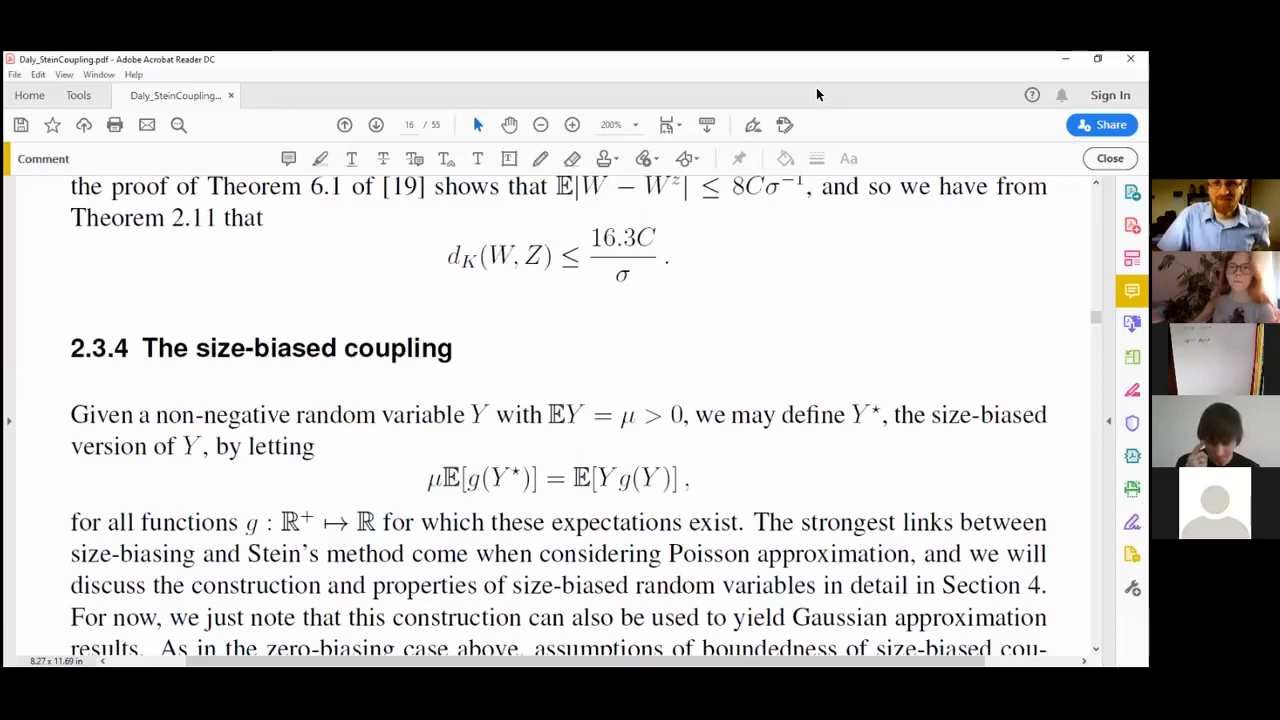 Daly_SteinCoupling.pdf - Adobe Acrobat Reader DC
File Edit View Window Help
Home Tools Daly_SteinCoupling... × Sign In
16 / 55 200% Share
Comment Aa Close
the proof of Theorem 6.1 of [19] shows that 𝔼|W − Wᶻ| ≤ 8Cσ⁻¹, and so we have from
Theorem 2.11 that
d_K(W, Z) ≤ 16.3C / σ .
2.3.4 The size-biased coupling
Given a non-negative random variable Y with 𝔼Y = μ > 0, we may define Y⋆, the size-biased
version of Y, by letting
μ𝔼[g(Y⋆)] = 𝔼[Yg(Y)] ,
for all functions g : ℝ⁺ ↦ ℝ for which these expectations exist. The strongest links between
size-biasing and Stein's method come when considering Poisson approximation, and we will
discuss the construction and properties of size-biased random variables in detail in Section 4.
For now, we just note that this construction can also be used to yield Gaussian approximation
results. As in the zero-biasing case above, assumptions of boundedness of size-biased cou-
8.27 x 11.69 in